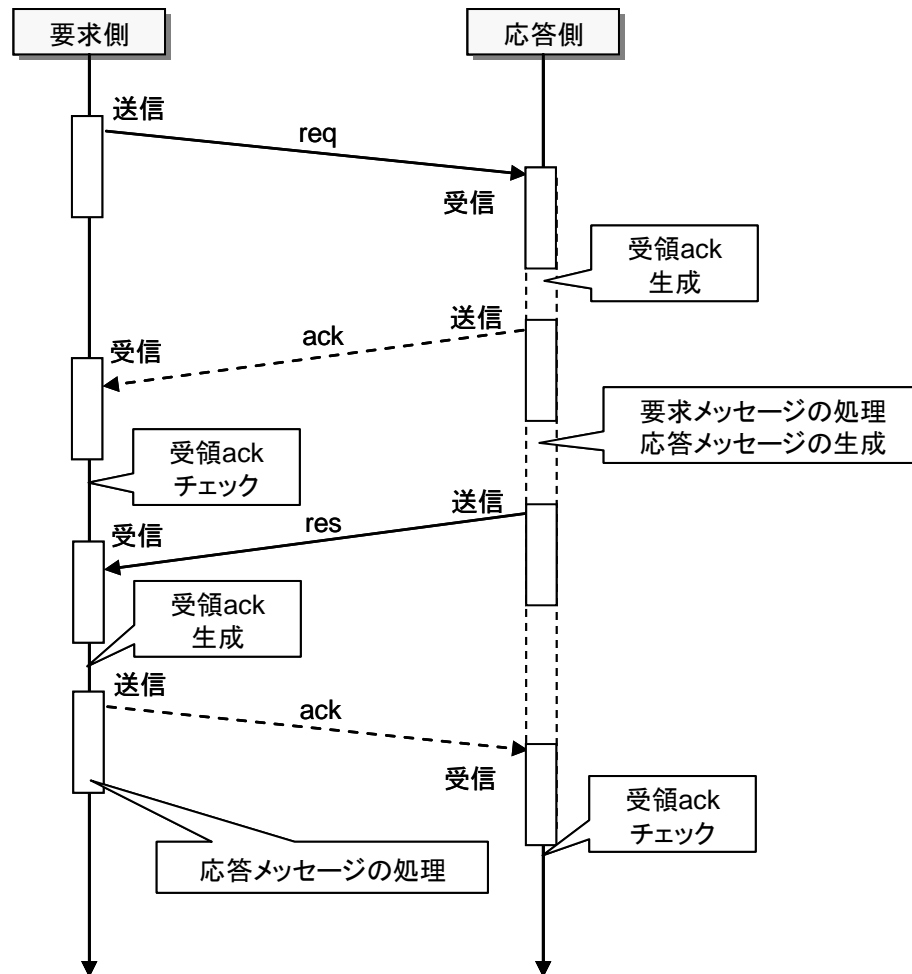 要求側
応答側
送信
req
受信
受領ack
生成
送信
ack
受信
要求メッセージの処理
応答メッセージの生成
受領ack
チェック
送信
res
受信
受領ack
生成
送信
ack
受信
受領ack
チェック
応答メッセージの処理